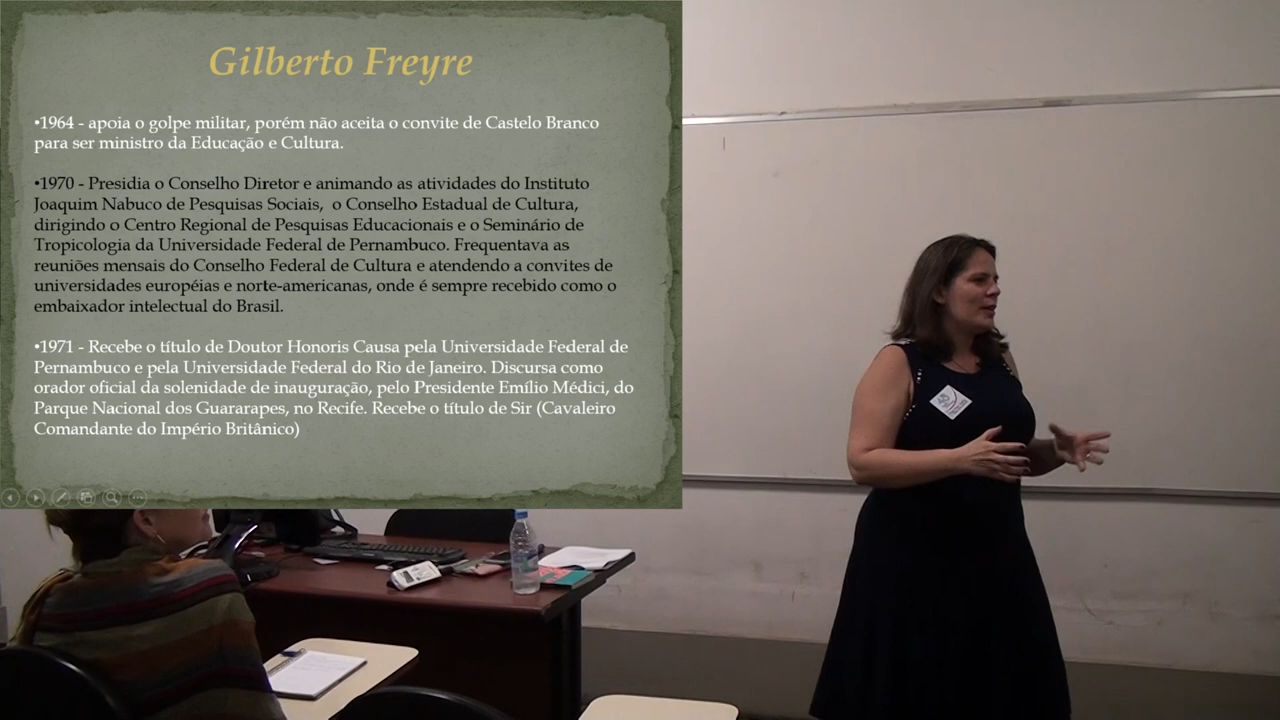 Gilberto Freyre
•1964 - apoia o golpe militar, porém não aceita o convite de Castelo Branco
para ser ministro da Educação e Cultura.
•1970 - Presidia o Conselho Diretor e animando as atividades do Instituto
Joaquim Nabuco de Pesquisas Sociais, o Conselho Estadual de Cultura,
dirigindo o Centro Regional de Pesquisas Educacionais e o Seminário de
Tropicologia da Universidade Federal de Pernambuco. Frequentava as
reuniões mensais do Conselho Federal de Cultura e atendendo a convites de
universidades européias e norte-americanas, onde é sempre recebido como o
embaixador intelectual do Brasil.
•1971 - Recebe o título de Doutor Honoris Causa pela Universidade Federal de
Pernambuco e pela Universidade Federal do Rio de Janeiro. Discursa como
orador oficial da solenidade de inauguração, pelo Presidente Emílio Médici, do
Parque Nacional dos Guararapes, no Recife. Recebe o título de Sir (Cavaleiro
Comandante do Império Britânico)